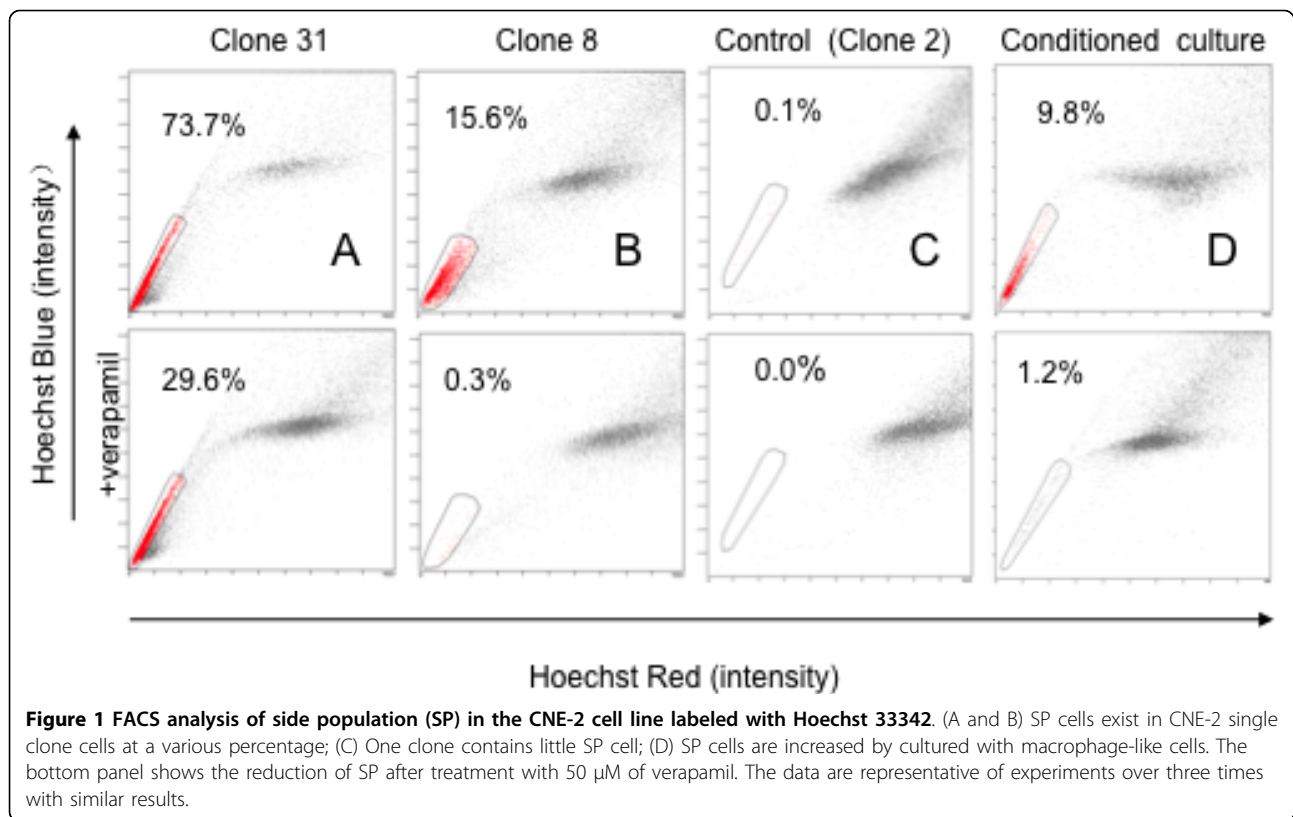 Clone 31
Clone 8
Control (Clone 2)
Conditioned culture
73.7%
15.6%
0.1%
9.8%
A
B
C
D
Hoechst Blue (intensity)
+verapamil
29.6%
0.3%
0.0%
1.2%
Hoechst Red (intensity)
Figure 1 FACS analysis of side population (SP) in the CNE-2 cell line labeled with Hoechst 33342. (A and B) SP cells exist in CNE-2 single
clone cells at a various percentage; (C) One clone contains little SP cell; (D) SP cells are increased by cultured with macrophage-like cells. The
bottom panel shows the reduction of SP after treatment with 50 μM of verapamil. The data are representative of experiments over three times
with similar results.